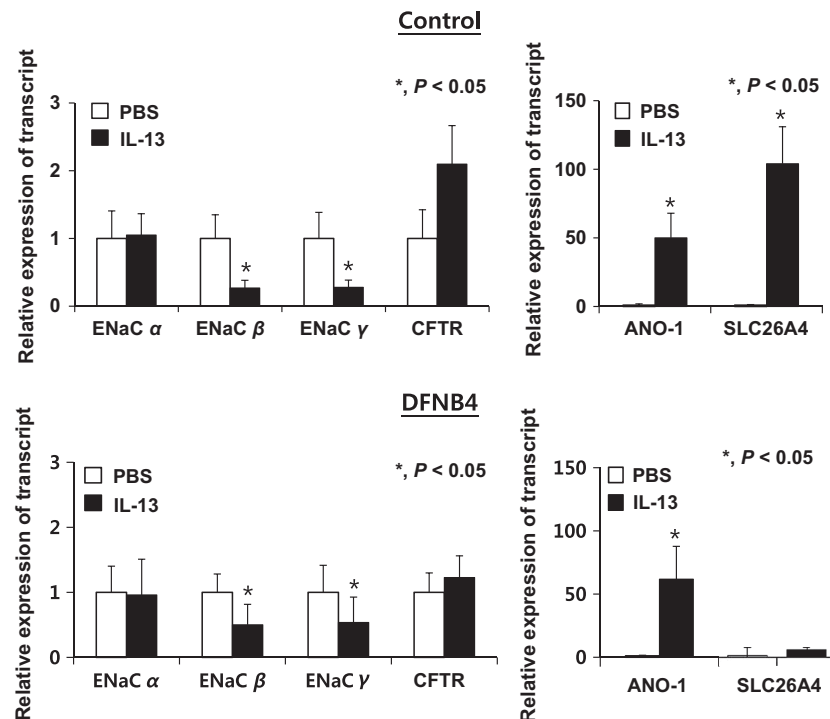 Control
Relative expression of transcript
3
2
1
0
PBS
IL-13
*, P < 0.05
*
*
ENaC α
ENaC β
ENaC γ
CFTR
Relative expression of transcript
150
100
50
0
PBS
IL-13
*, P < 0.05
*
*
ANO-1
SLC26A4
DFNB4
Relative expression of transcript
3
2
1
0
PBS
IL-13
*, P < 0.05
*
*
ENaC α
ENaC β
ENaC γ
CFTR
Relative expression of transcript
150
100
50
0
PBS
IL-13
*, P < 0.05
*
ANO-1
SLC26A4